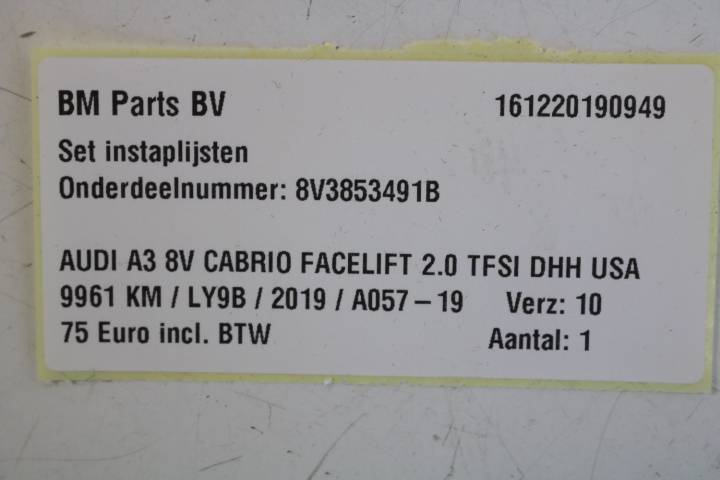 BM Parts BV 161220190949
Set instaplijsten
Onderdeelnummer: 8V3853491B
AUDI A3 8V CABRIO FACELIFT 2.0 TFSI DHH USA
9961 KM / LY9B / 2019 / A057 – 19 Verz: 10
75 Euro incl. BTW Aantal: 1